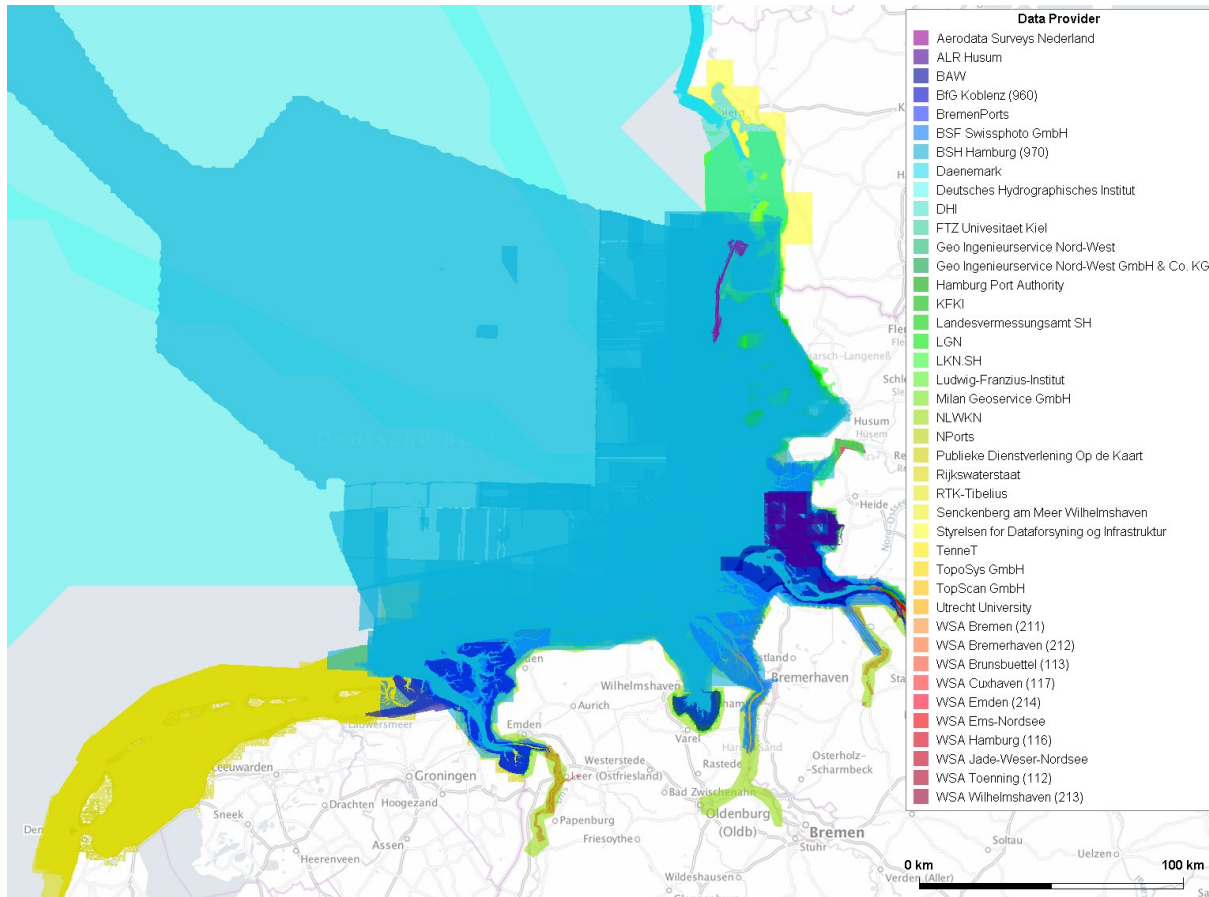 Data Provider
Aerodata Surveys Nederland
ALR Husum
BAW
BfG Koblenz (960)
BremenPorts
BSF Swissphoto GmbH
BSH Hamburg (970)
Daenemark
Deutsches Hydrographisches Institut
DHI
FTZ Univesitaet Kiel
Geo Ingenieurservice Nord-West
Geo Ingenieurservice Nord-West GmbH & Co. KG
Hamburg Port Authority
KFKI
Landesvermessungsamt SH
LGN
LKN.SH
Ludwig-Franzius-Institut
Milan Geoservice GmbH
NLWKN
NPorts
Publieke Dienstverlening Op de Kaart
Rijkswaterstaat
RTK-Tibelius
Senckenberg am Meer Wilhelmshaven
Styrelsen for Dataforsyning og Infrastruktur
TenneT
TopoSys GmbH
TopScan GmbH
Utrecht University
WSA Bremen (211)
WSA Bremerhaven (212)
WSA Brunsbuettel (113)
WSA Cuxhaven (117)
WSA Emden (214)
WSA Ems-Nordsee
WSA Hamburg (116)
WSA Jade-Weser-Nordsee
WSA Toenning (112)
WSA Wilhelmshaven (213)
Husum
Hüsem
Heide
Nord-Ostsee
Bremerhaven
Wilhelmshaven
Aurich
Varel
Emden
Westerstede
Rastede
Osterholz-
Scharmbeck
Leer (Ostfriesland)
Bad Zwischenahn
Oldenburg
(Oldb)
Bremen
Stuhr
Papenburg
Friesoythe
Leeuwarden
Groningen
Drachten
Hoogezand
Sneek
Assen
Heerenveen
Wildeshausen
Verden (Aller)
Soltau
Uelzen
0 km
100 km